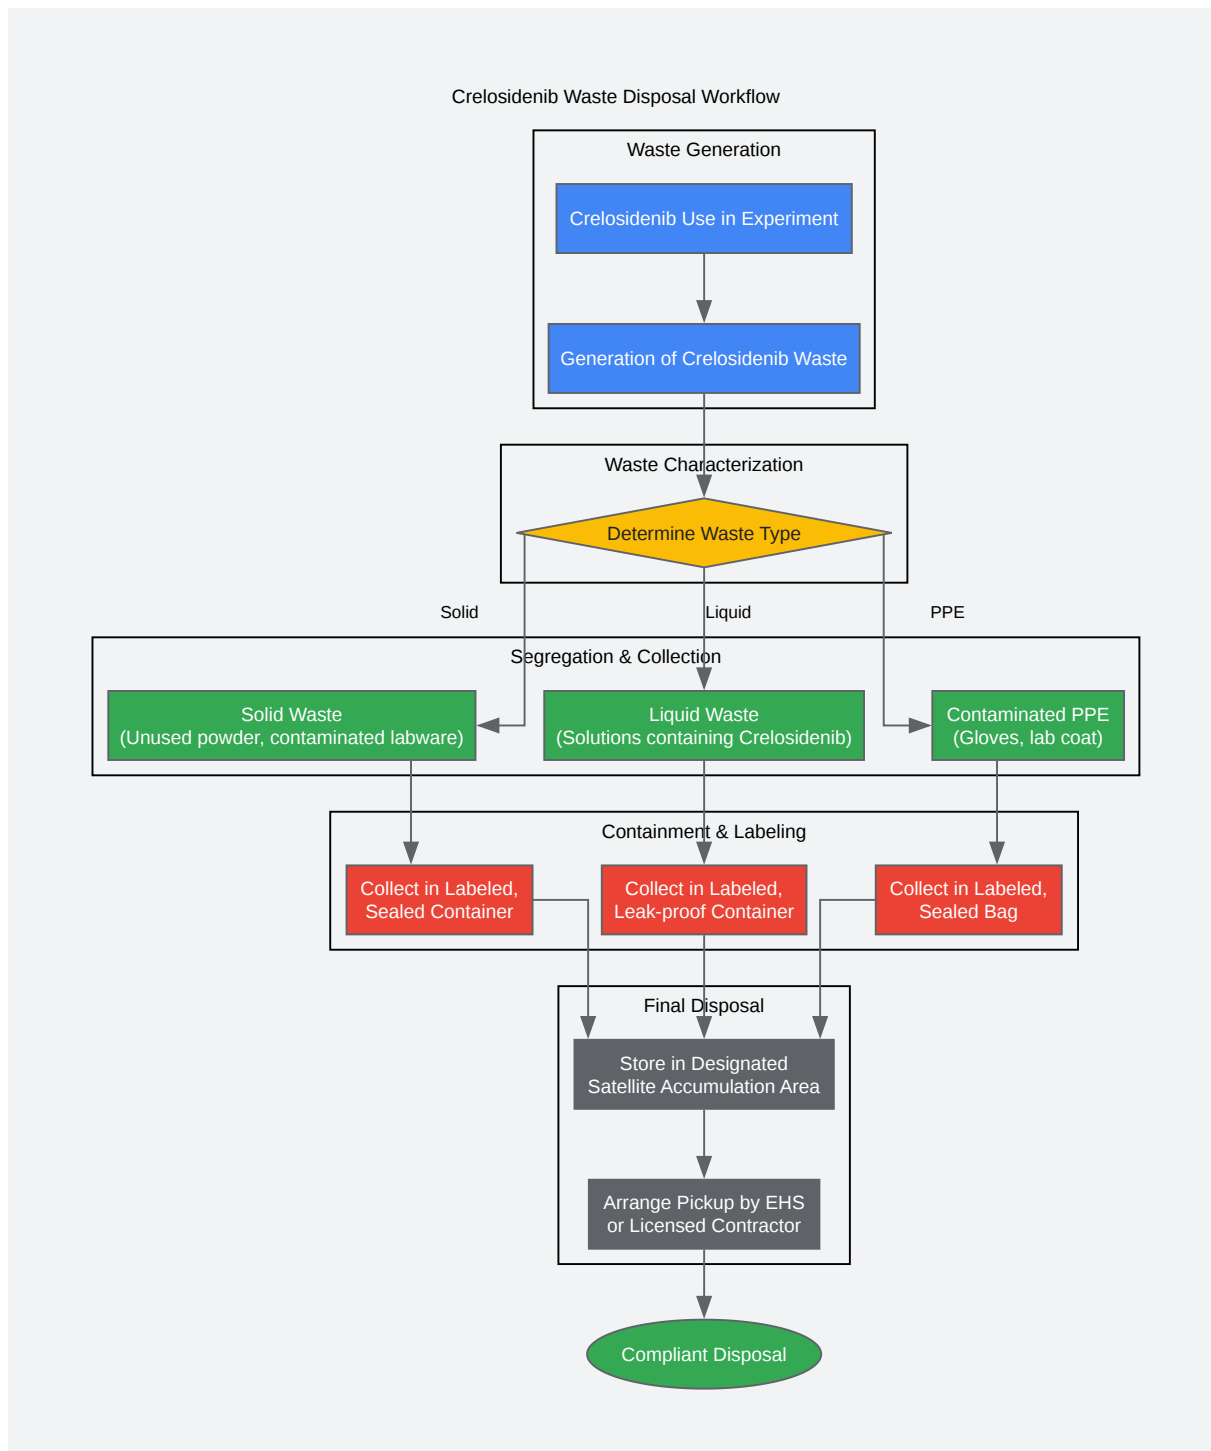 Crelosidenib Waste Disposal Workflow
Waste Generation
Crelosidenib Use in Experiment
Generation of Crelosidenib Waste
Waste Characterization
Determine Waste Type
Solid
Liquid
PPE
Segregation & Collection
Solid Waste
(Unused powder, contaminated labware)
Liquid Waste
(Solutions containing Crelosidenib)
Contaminated PPE
(Gloves, lab coat)
Containment & Labeling
Collect in Labeled,
Sealed Container
Collect in Labeled,
Leak-proof Container
Collect in Labeled,
Sealed Bag
Final Disposal
Store in Designated
Satellite Accumulation Area
Arrange Pickup by EHS
or Licensed Contractor
Compliant Disposal